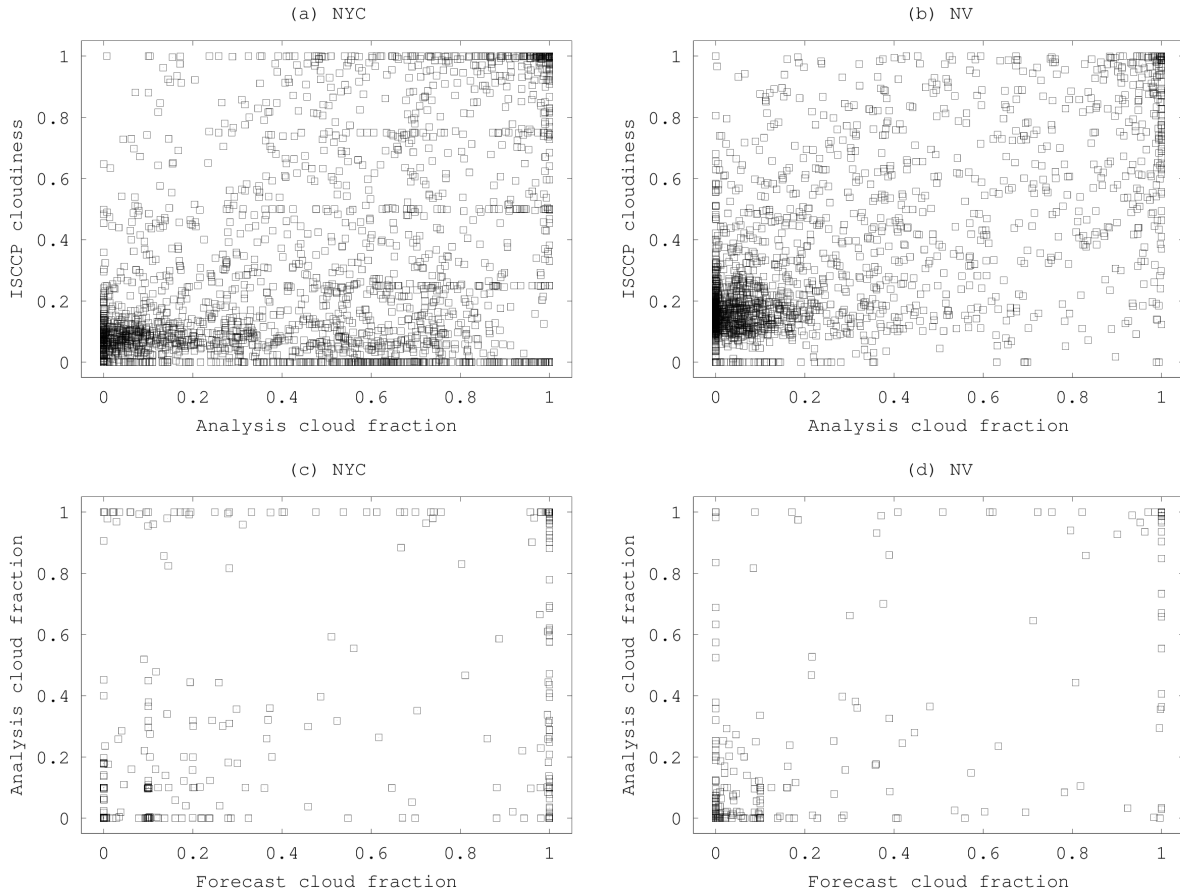 (a) NYC
(b) NV
ISCCP cloudiness
1
0.8
0.6
0.4
0.2
0
0 0.2 0.4 0.6 0.8 1
Analysis cloud fraction
ISCCP cloudiness
1
0.8
0.6
0.4
0.2
0
0 0.2 0.4 0.6 0.8 1
Analysis cloud fraction
(c) NYC
(d) NV
Analysis cloud fraction
1
0.8
0.6
0.4
0.2
0
0 0.2 0.4 0.6 0.8 1
Forecast cloud fraction
Analysis cloud fraction
1
0.8
0.6
0.4
0.2
0
0 0.2 0.4 0.6 0.8 1
Forecast cloud fraction